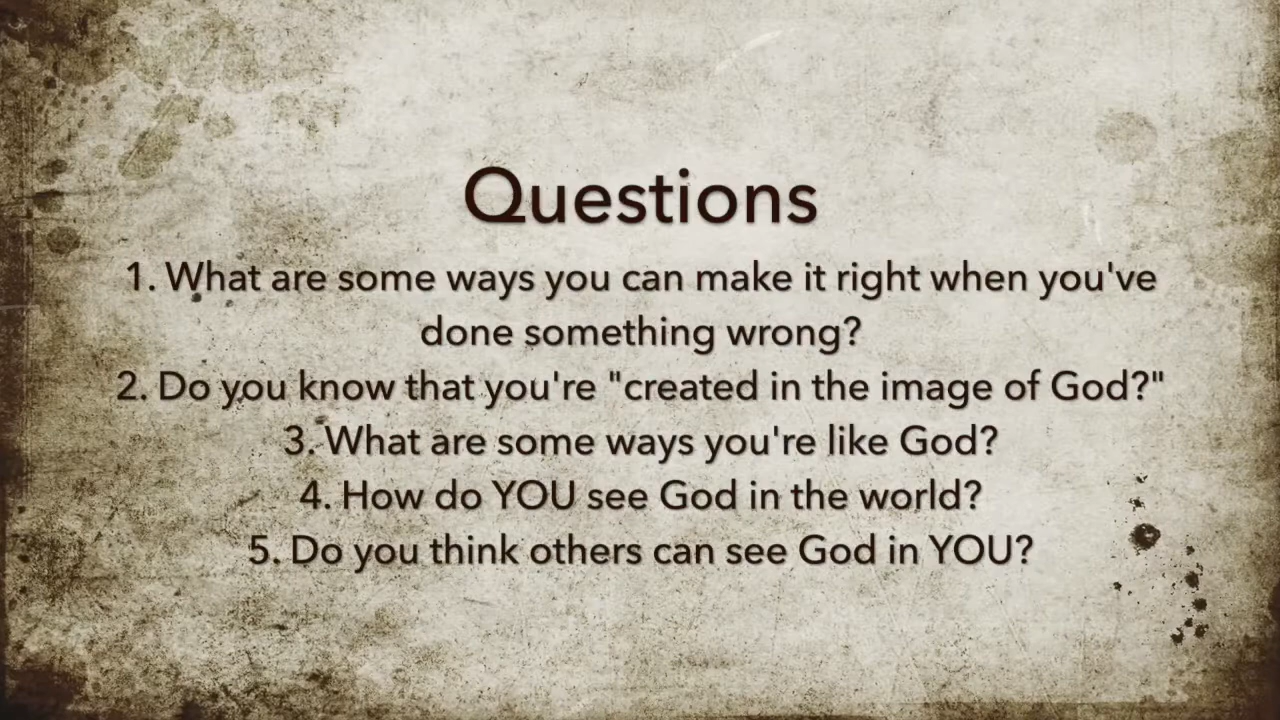 Questions
1. What are some ways you can make it right when you've
done something wrong?
2. Do you know that you're "created in the image of God?"
3. What are some ways you're like God?
4. How do YOU see God in the world?
5. Do you think others can see God in YOU?